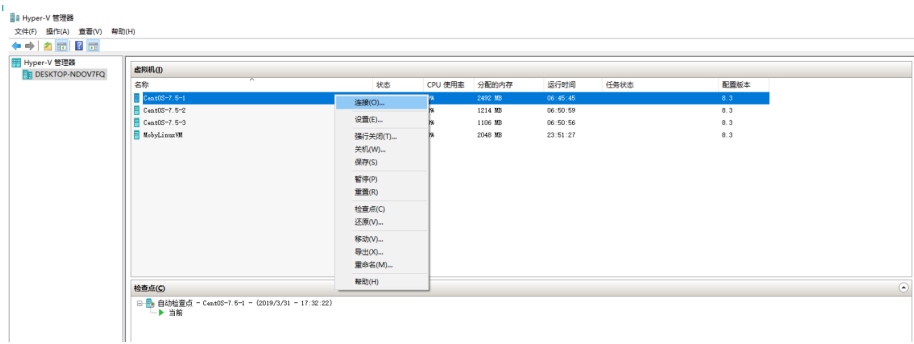 Hyper-V 管理器
文件(F) 操作(A) 查看(V) 帮助(H)
Hyper-V 管理器
DESKTOP-NDOV7FQ
虚拟机(I)
名称 状态 CPU 使用率 分配的内存 运行时间 任务状态 配置版本
CentOS-7.5-1 0% 2492 MB 06:45:45 8.3
CentOS-7.5-2 0% 1214 MB 06:50:59 8.3
CentOS-7.5-3 0% 1106 MB 06:50:56 8.3
MobyLinuxVM 0% 2048 MB 23:51:27 8.3
连接(O)...
设置(E)...
强行关闭(T)...
关机(W)...
保存(S)
暂停(P)
重置(R)
检查点(C)
还原(V)...
移动(V)...
导出(X)...
重命名(M)...
帮助(H)
检查点(C)
自动检查点 - CentOS-7.5-1 - (2019/3/31 - 17:32:22)
当前